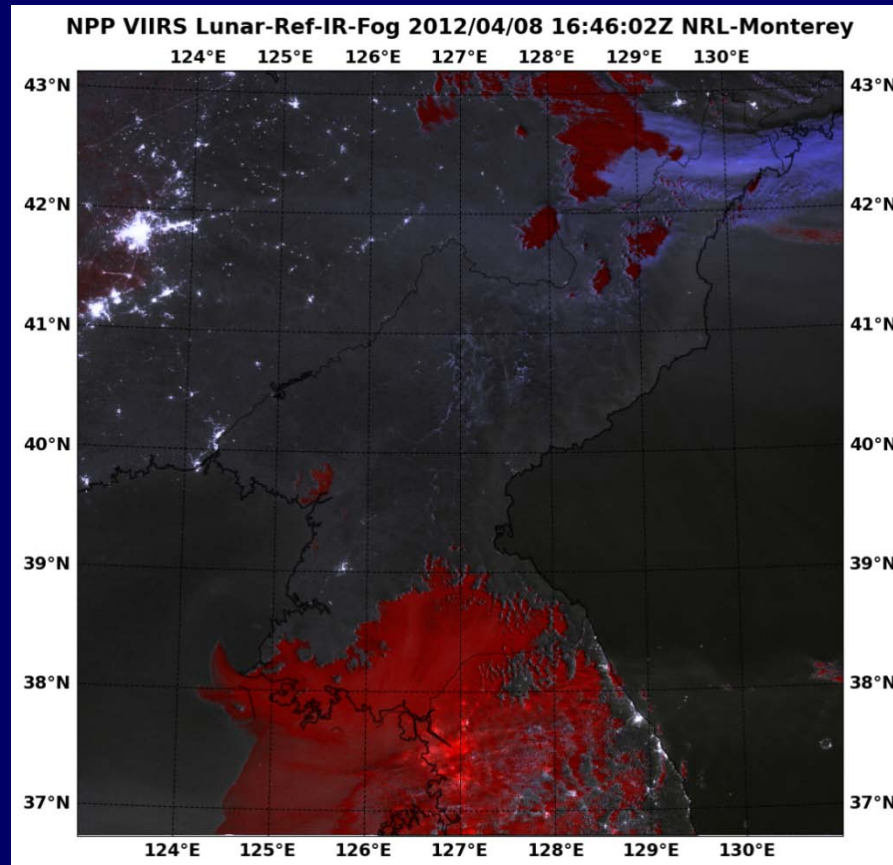 NPP VIIRS Lunar-Ref-IR-Fog 2012/04/08 16:46:02Z NRL-Monterey
124°E 125°E 126°E 127°E 128°E 129°E 130°E
43°N 43°N
42°N 42°N
41°N 41°N
40°N 40°N
39°N 39°N
38°N 38°N
37°N 37°N
124°E 125°E 126°E 127°E 128°E 129°E 130°E